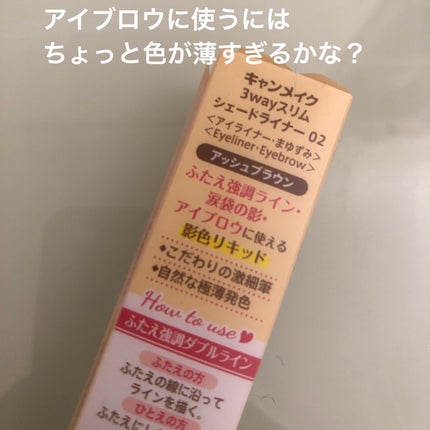 アイブロウに使うには
ちょっと色が薄すぎるかな？
キャンメイク
3wayスリム
シェードライナー 02
＜アイライナー・まゆずみ＞
＜Eyeliner・Eyebrow＞
アッシュブラウン
ふたえ強調ライン・
涙袋の影・
アイブロウに使える
影色リキッド
◆こだわりの激細筆
◆自然な極薄発色
How to use
ふたえ強調ダブルライン
ふたえの方
ふたえの線に沿って
ラインを描く。
ひとえの方
ふたえにし